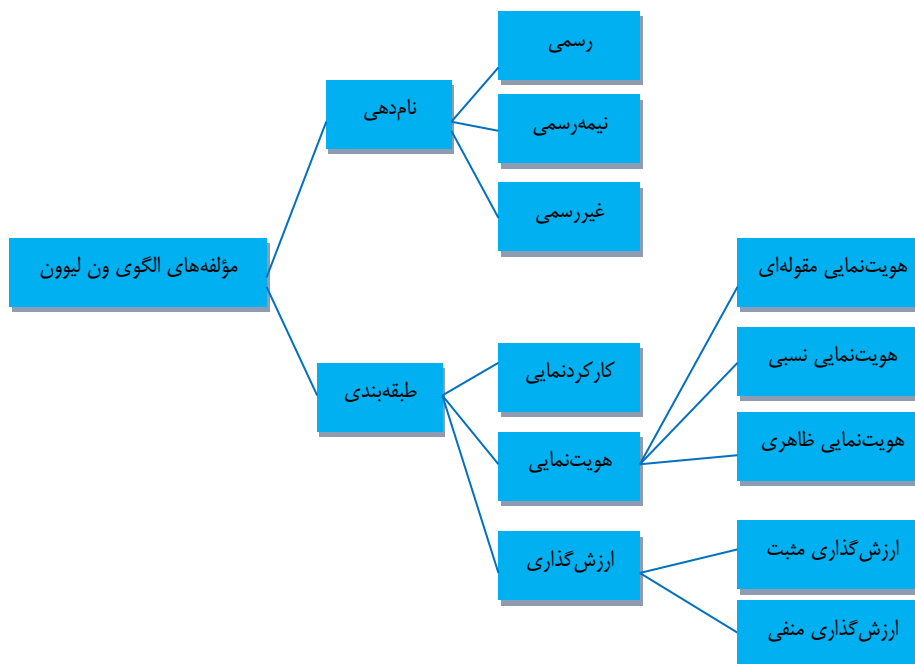 مؤلفه‌های الگوی ون لیوون
نام‌دهی
رسمی
نیمه‌رسمی
غیررسمی
طبقه‌بندی
کارکردنمایی
هویت‌نمایی
هویت‌نمایی مقوله‌ای
هویت‌نمایی نسبی
هویت‌نمایی ظاهری
ارزش‌گذاری
ارزش‌گذاری مثبت
ارزش‌گذاری منفی